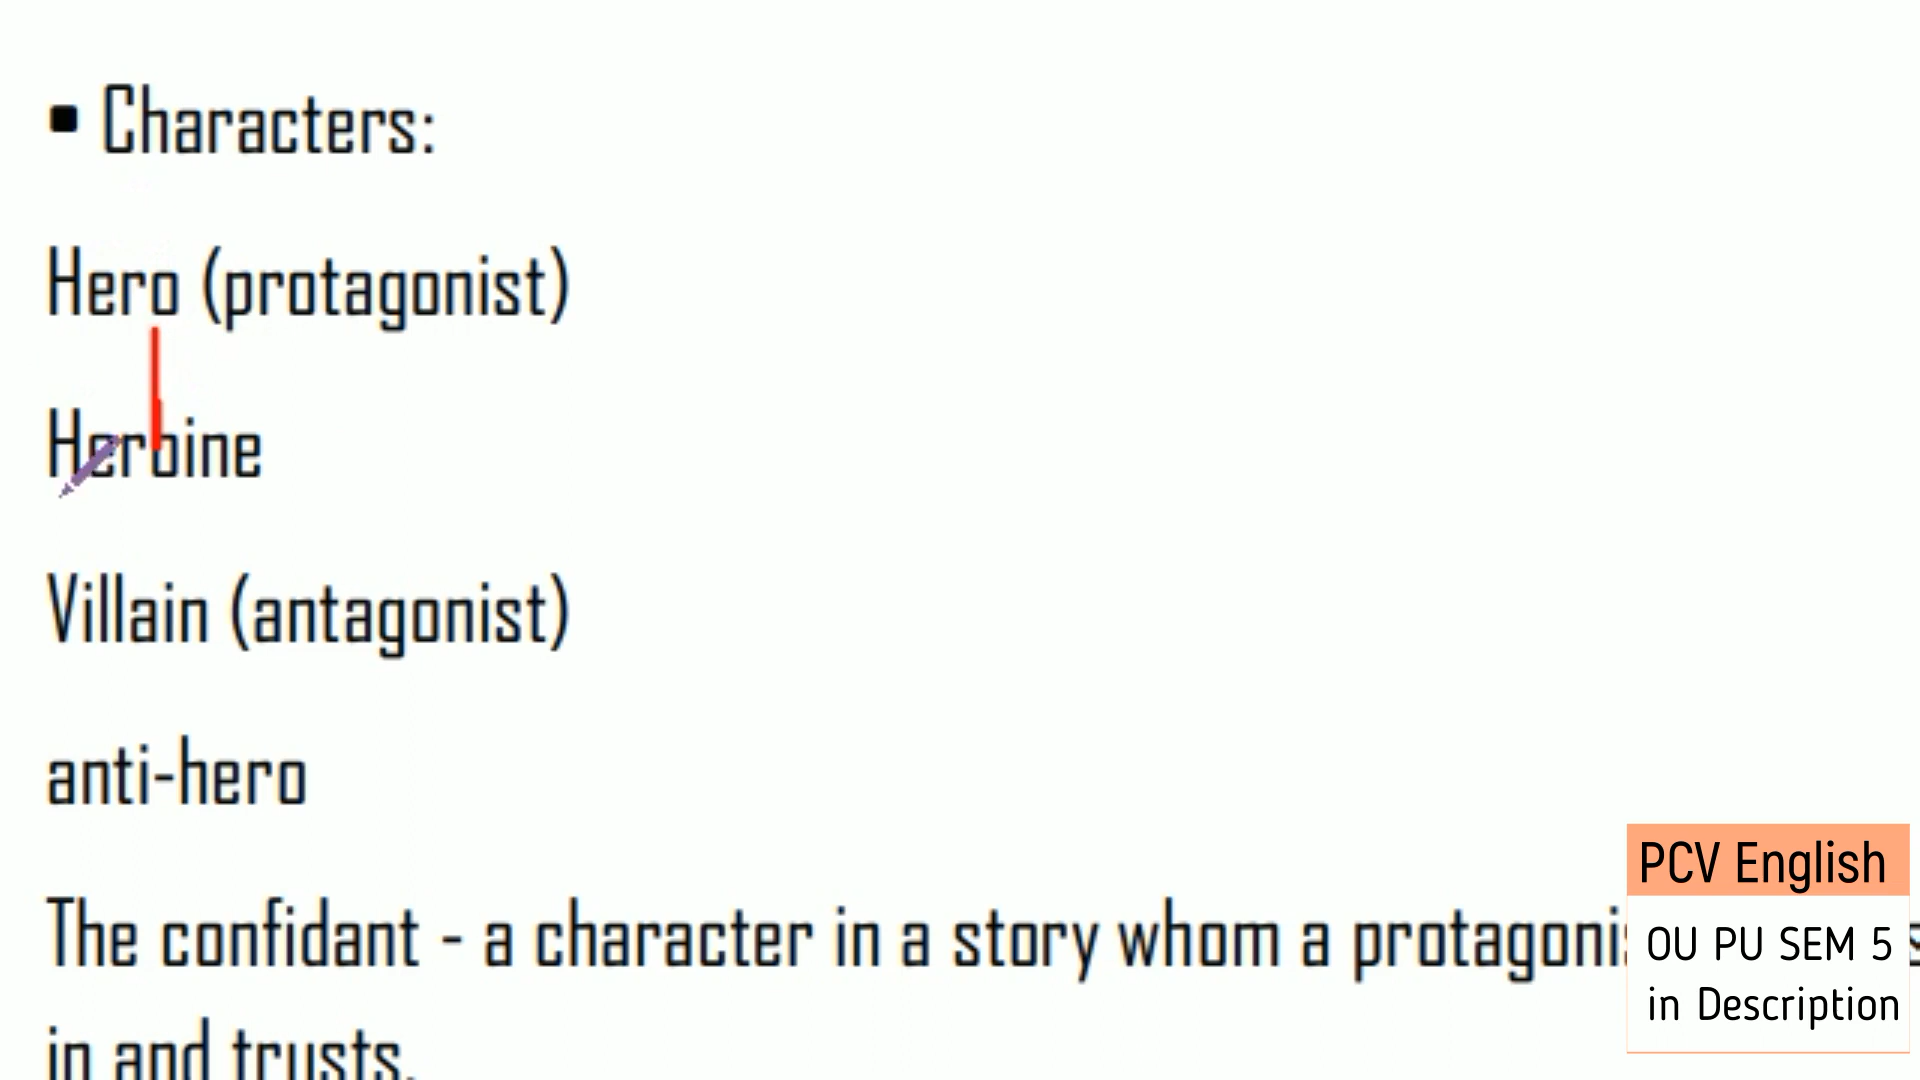 ▪ Characters:
Hero (protagonist)
Heroine
Villain (antagonist)
anti-hero
The confidant - a character in a story whom a
in and trusts.
PCV English
OU PU SEM 5
in Description